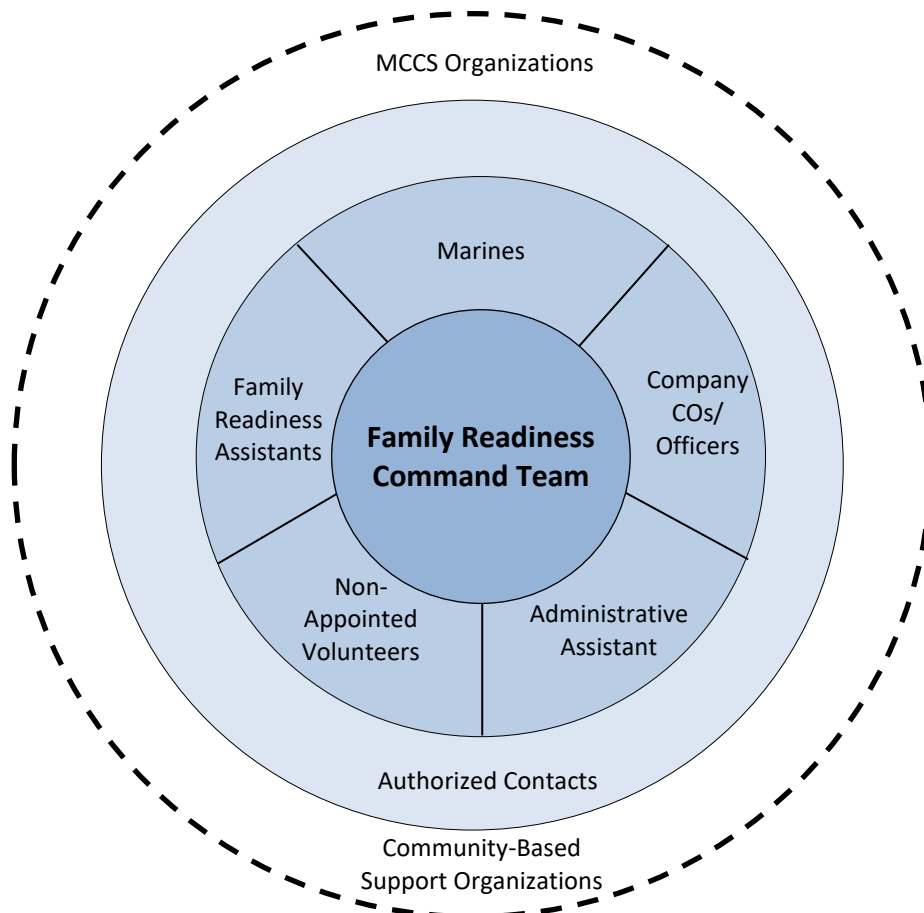 MCCS Organizations
Marines
Family
Readiness
Assistants
Company
COs/
Officers
Family Readiness
Command Team
Non-
Appointed
Volunteers
Administrative
Assistant
Authorized Contacts
Community-Based
Support Organizations